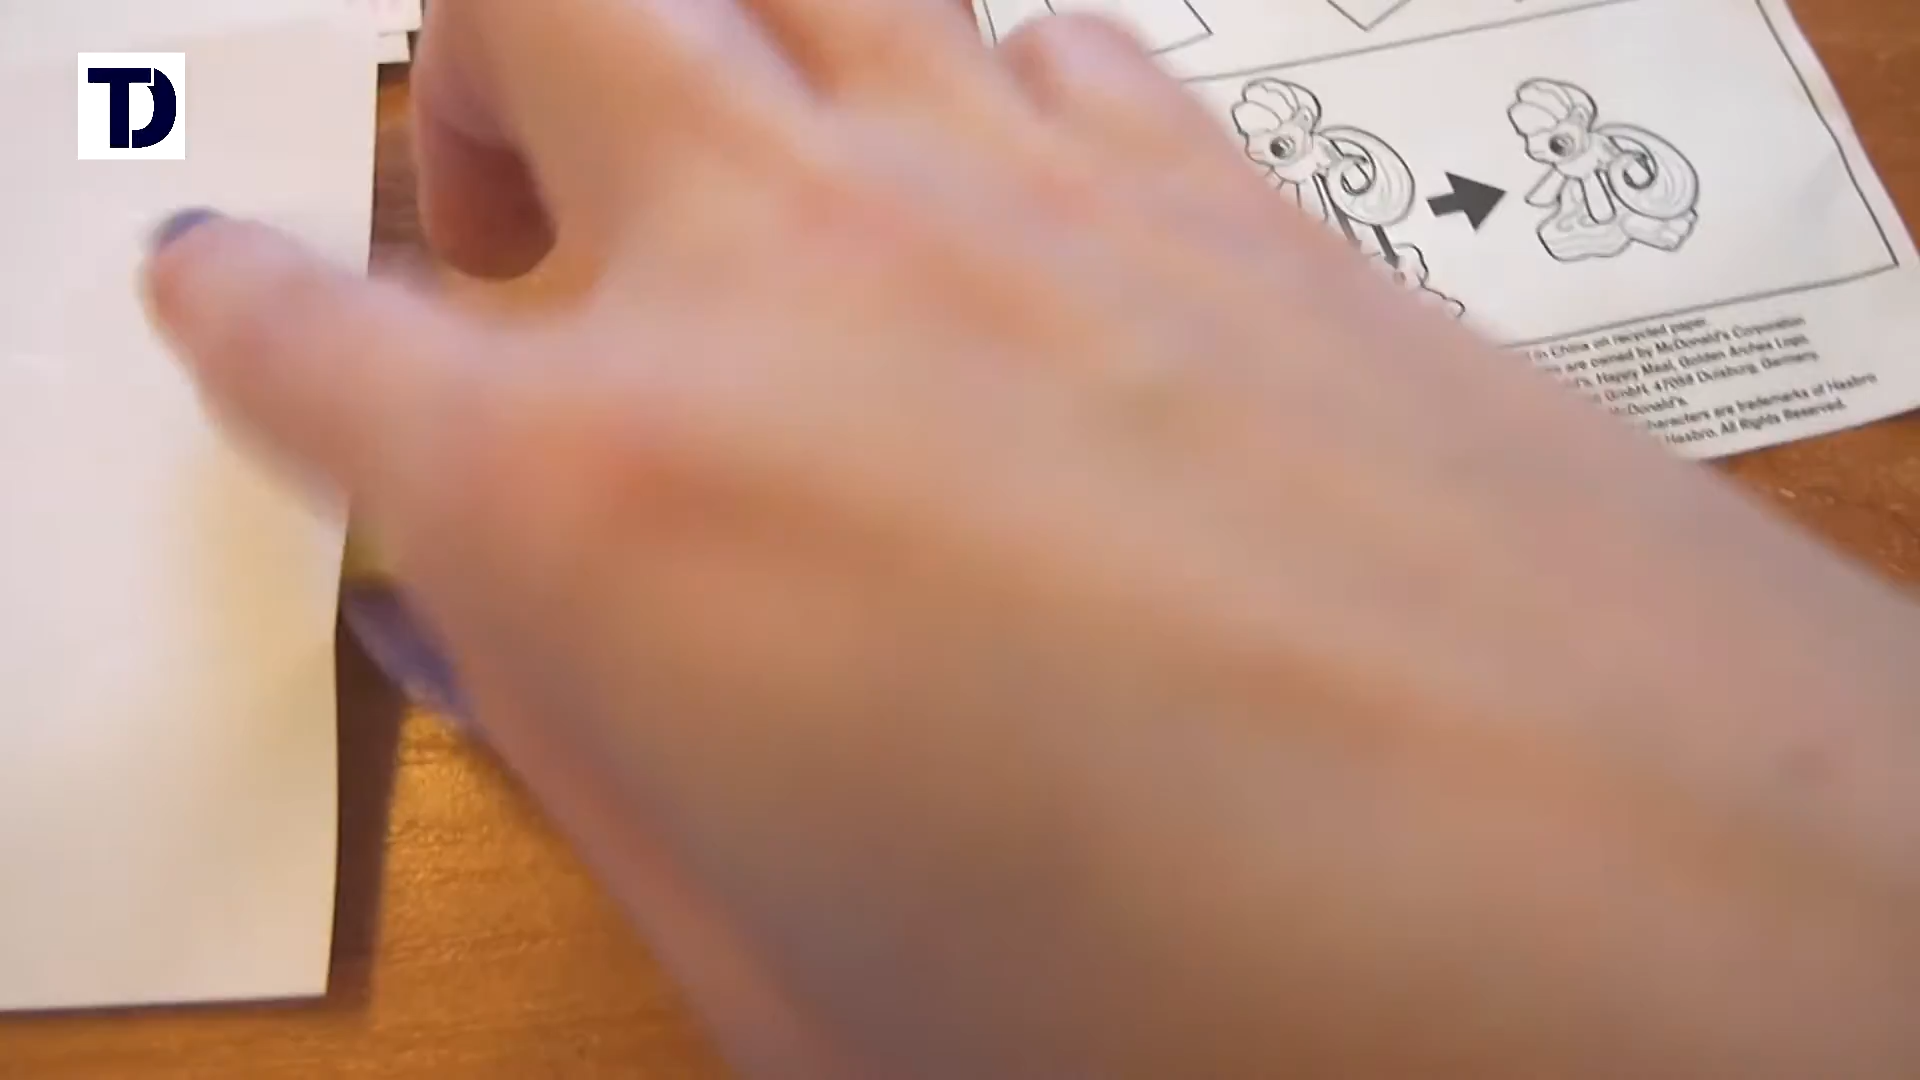 TD
in China on recycled paper.
are owned by McDonald's Corporation
Happy Meal, Golden Arches Logo,
GmbH, 47059 Duisburg, Germany
McDonald's.
characters are trademarks of Hasbro
Hasbro. All Rights Reserved.